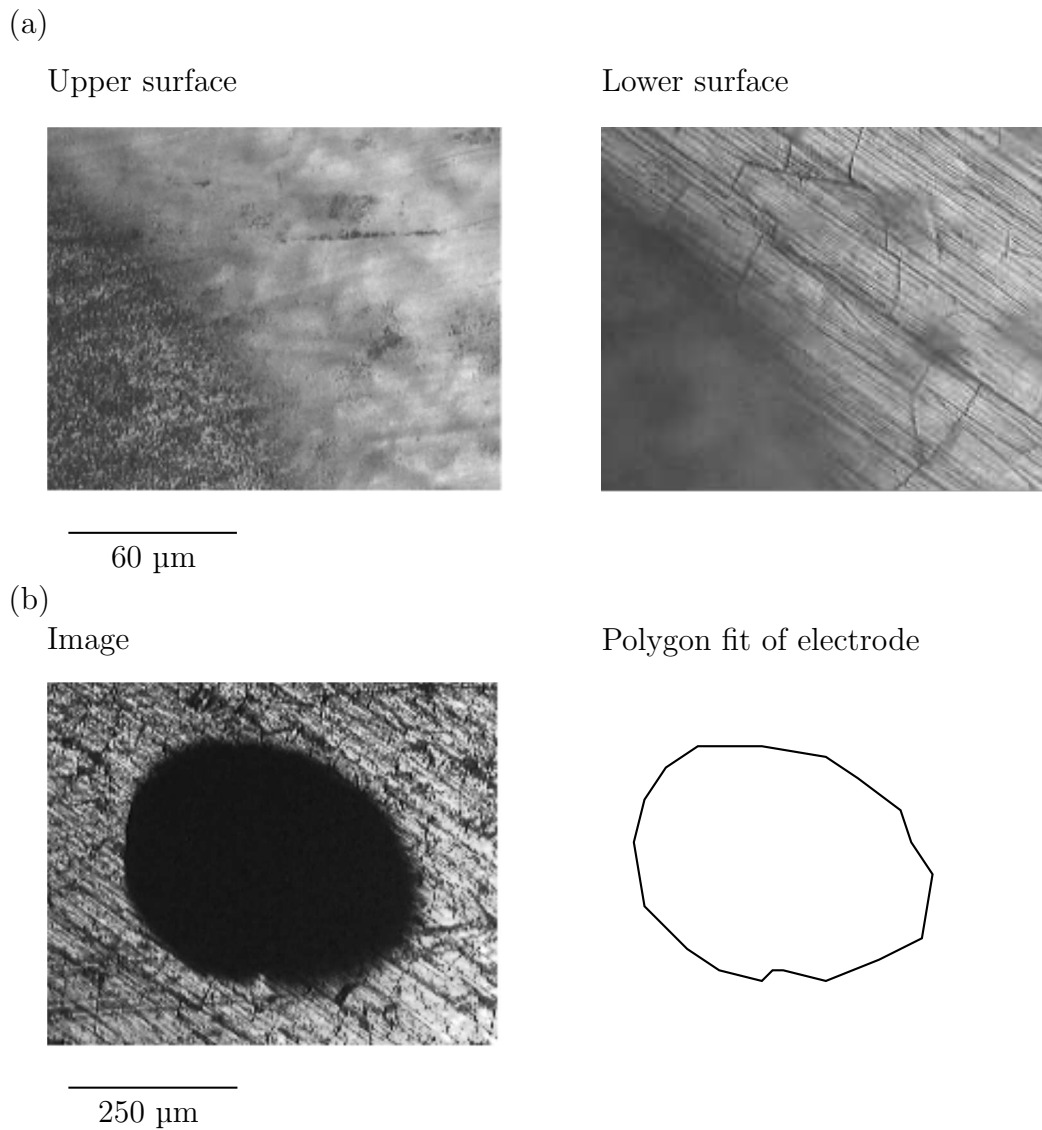 (a)
Upper surface
Lower surface
60 µm
(b)
Image
Polygon fit of electrode
250 µm